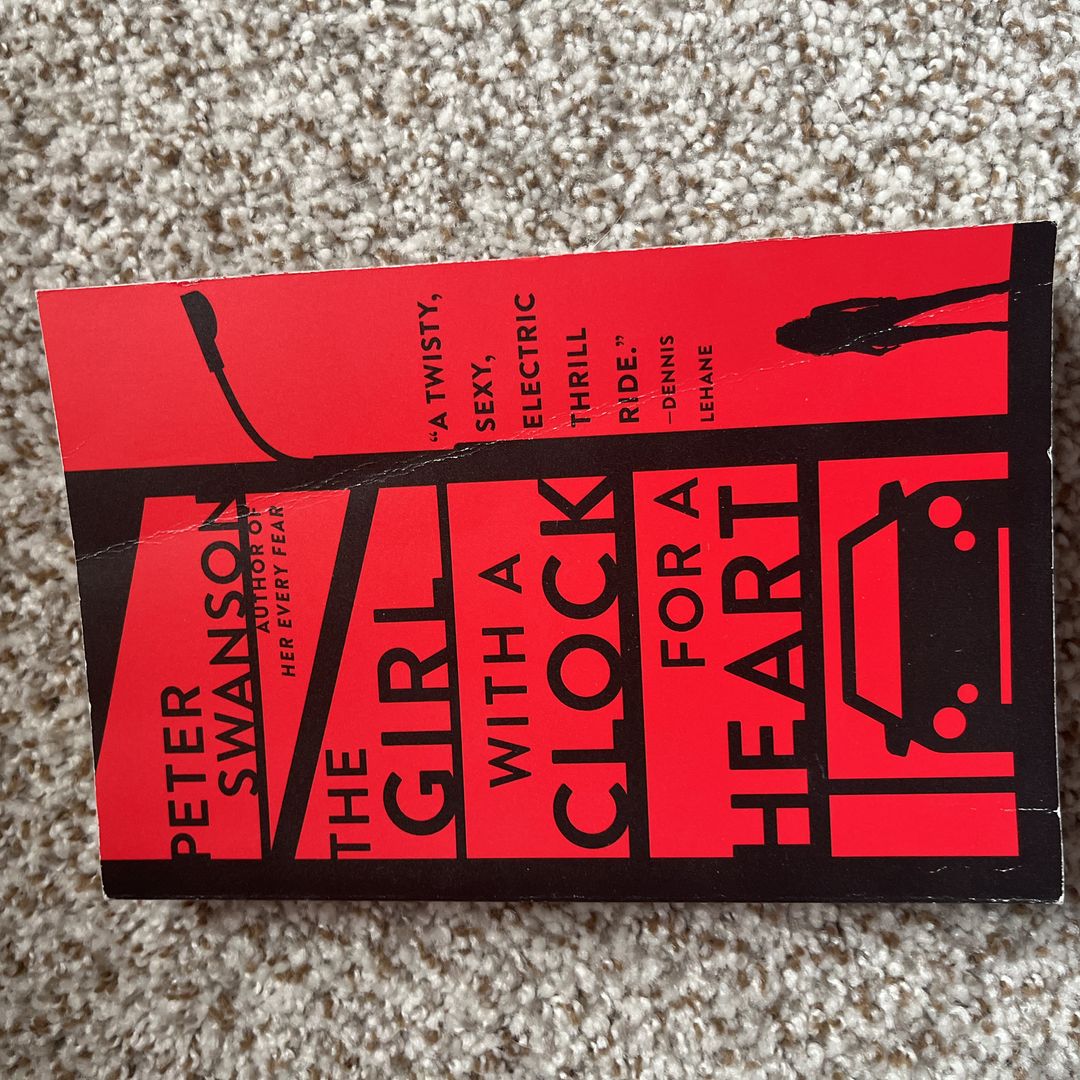 PETER
SWANSON
AUTHOR OF
HER EVERY FEAR
THE
GIRL
WITH A
CLOCK
FOR A
HEART
“A TWISTY,
SEXY,
ELECTRIC
THRILL
RIDE.”
—DENNIS
LEHANE